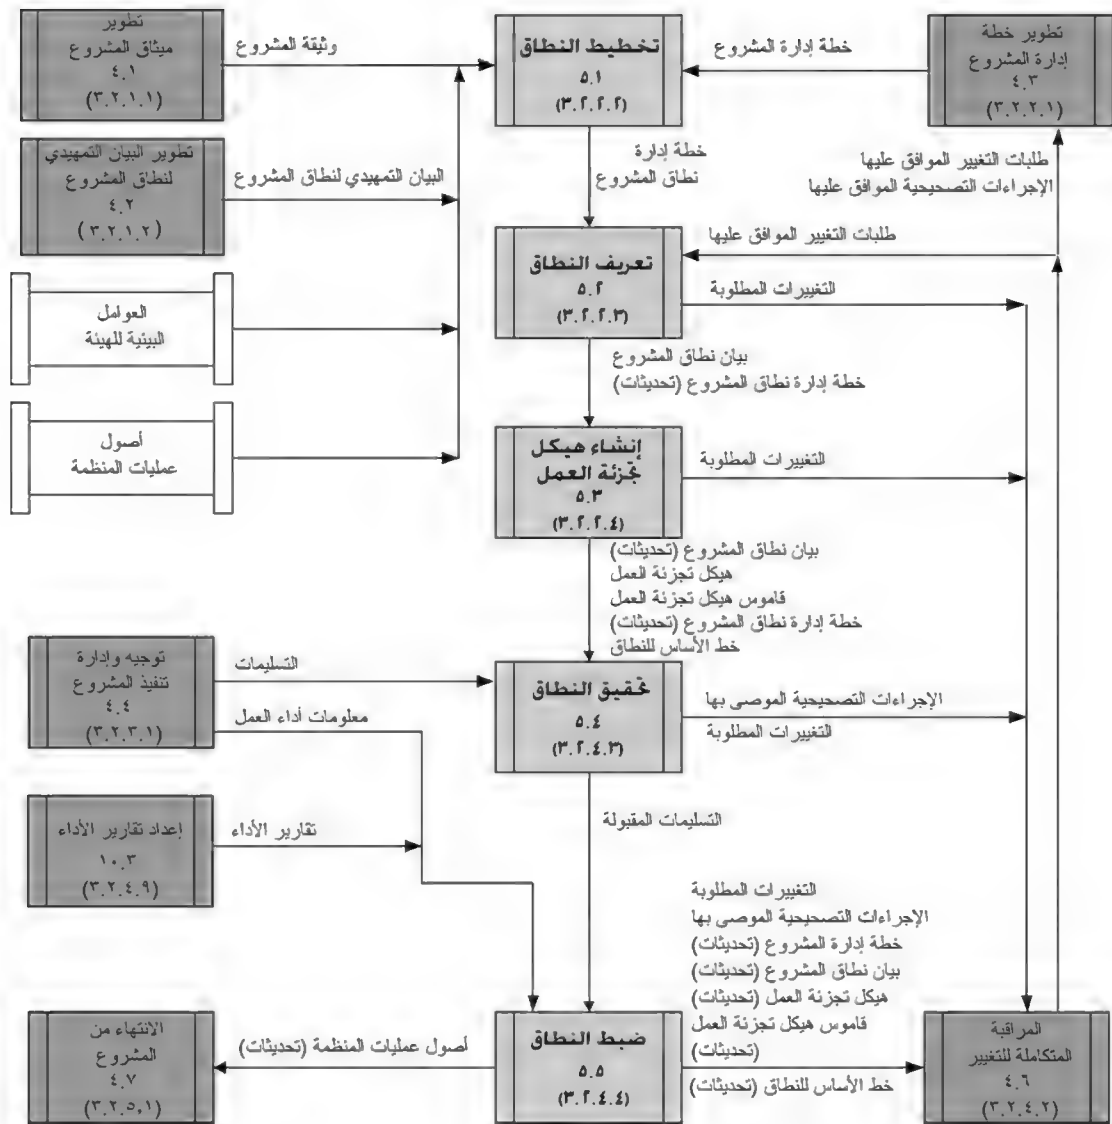 تطوير
ميثاق المشروع
٤.١
(٣.٢.١.١)
وثيقة المشروع
تخطيط النطاق
٥.١
(٣.٢.٢.٢)
خطة إدارة المشروع
تطوير خطة
إدارة المشروع
٤.٣
(٣.٢.٢.١)
تطوير البيان التمهيدي
لنطاق المشروع
٤.٢
(٣.٢.١.٢)
البيان التمهيدي لنطاق المشروع
خطة إدارة
نطاق المشروع
طلبات التغيير الموافق عليها
الإجراءات التصحيحية الموافق عليها
العوامل
البيئية للهيئة
تعريف النطاق
٥.٢
(٣.٢.٢.٣)
طلبات التغيير الموافق عليها
التغييرات المطلوبة
بيان نطاق المشروع
خطة إدارة نطاق المشروع (تحديثات)
أصول
عمليات المنظمة
إنشاء هيكل
تجزئة العمل
٥.٣
(٣.٢.٢.٤)
التغييرات المطلوبة
بيان نطاق المشروع (تحديثات)
هيكل تجزئة العمل
قاموس هيكل تجزئة العمل
خطة إدارة نطاق المشروع (تحديثات)
خط الأساس للنطاق
توجيه وإدارة
تنفيذ المشروع
٤.٤
(٣.٢.٣.١)
التسليمات
معلومات أداء العمل
تحقيق النطاق
٥.٤
(٣.٢.٤.٣)
الإجراءات التصحيحية الموصى بها
التغييرات المطلوبة
إعداد تقارير الأداء
١٠.٣
(٣.٢.٤.٩)
تقارير الأداء
التسليمات المقبولة
التغييرات المطلوبة
الإجراءات التصحيحية الموصى بها
خطة إدارة المشروع (تحديثات)
بيان نطاق المشروع (تحديثات)
هيكل تجزئة العمل (تحديثات)
قاموس هيكل تجزئة العمل
(تحديثات)
خط الأساس للنطاق (تحديثات)
الانتهاء من
المشروع
٤.٧
(٣.٢.٥.١)
أصول عمليات المنظمة (تحديثات)
ضبط النطاق
٥.٥
(٣.٢.٤.٤)
المراقبة
المتكاملة للتغيير
٤.٦
(٣.٢.٤.٢)